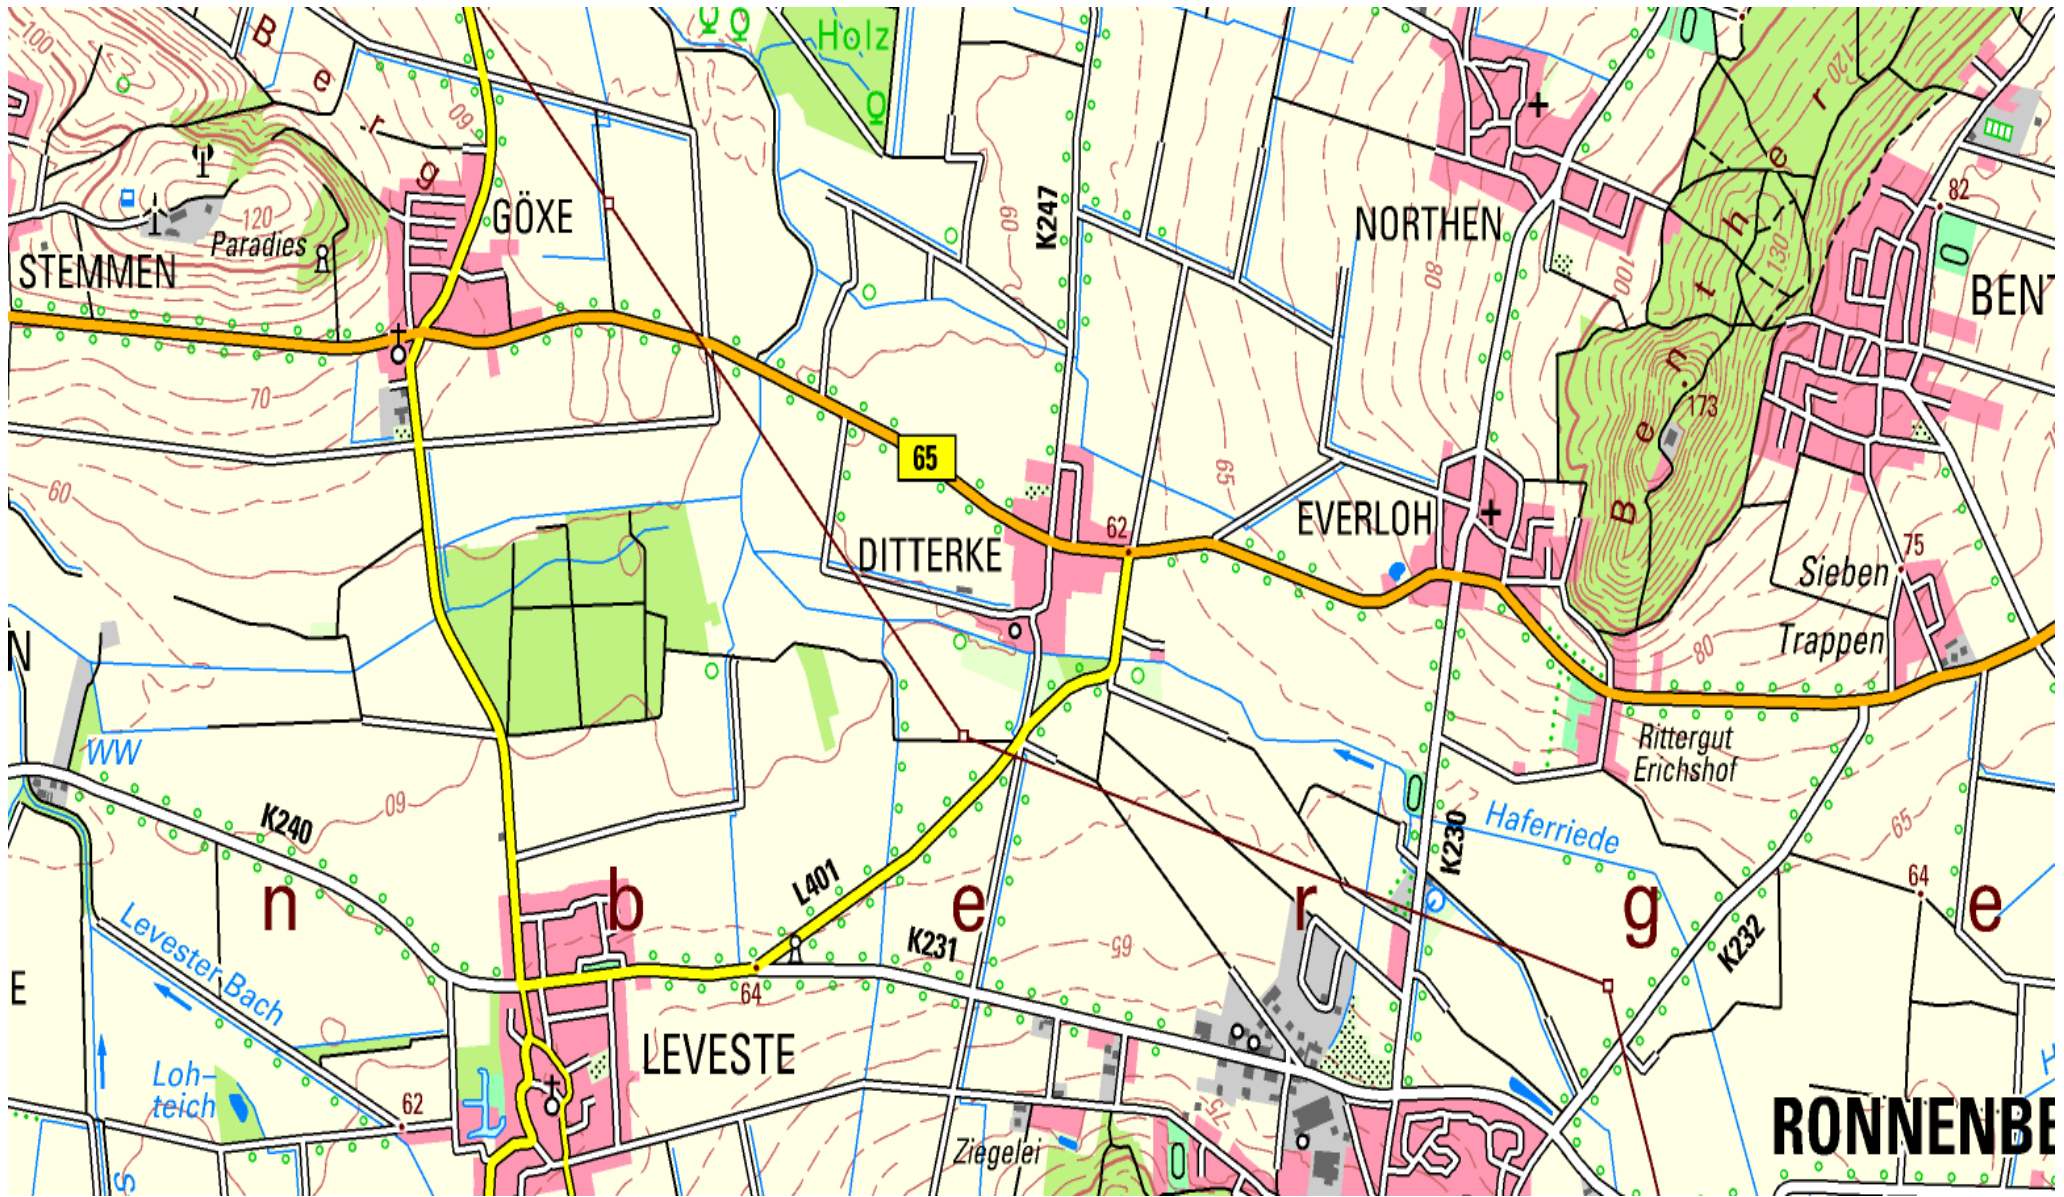 100
B
e
r
g
60
Holz
GÖXE
120
Paradies
STEMMEN
70
60
K247
NORTHEN
80
100
120
r
e
h
t
n
e
B
130
173
82
BENT
65
65
62
DITTERKE
EVERLOH
60
75
Sieben
Trappen
80
N
WW
K240
60
Rittergut
Erichshof
Haferriede
K230
65
64
n
b
e
r
g
e
L401
K231
65
K232
Levester Bach
E
64
LEVESTE
Loh-
teich
62
75
Ziegelei
RONNENBE
H
S